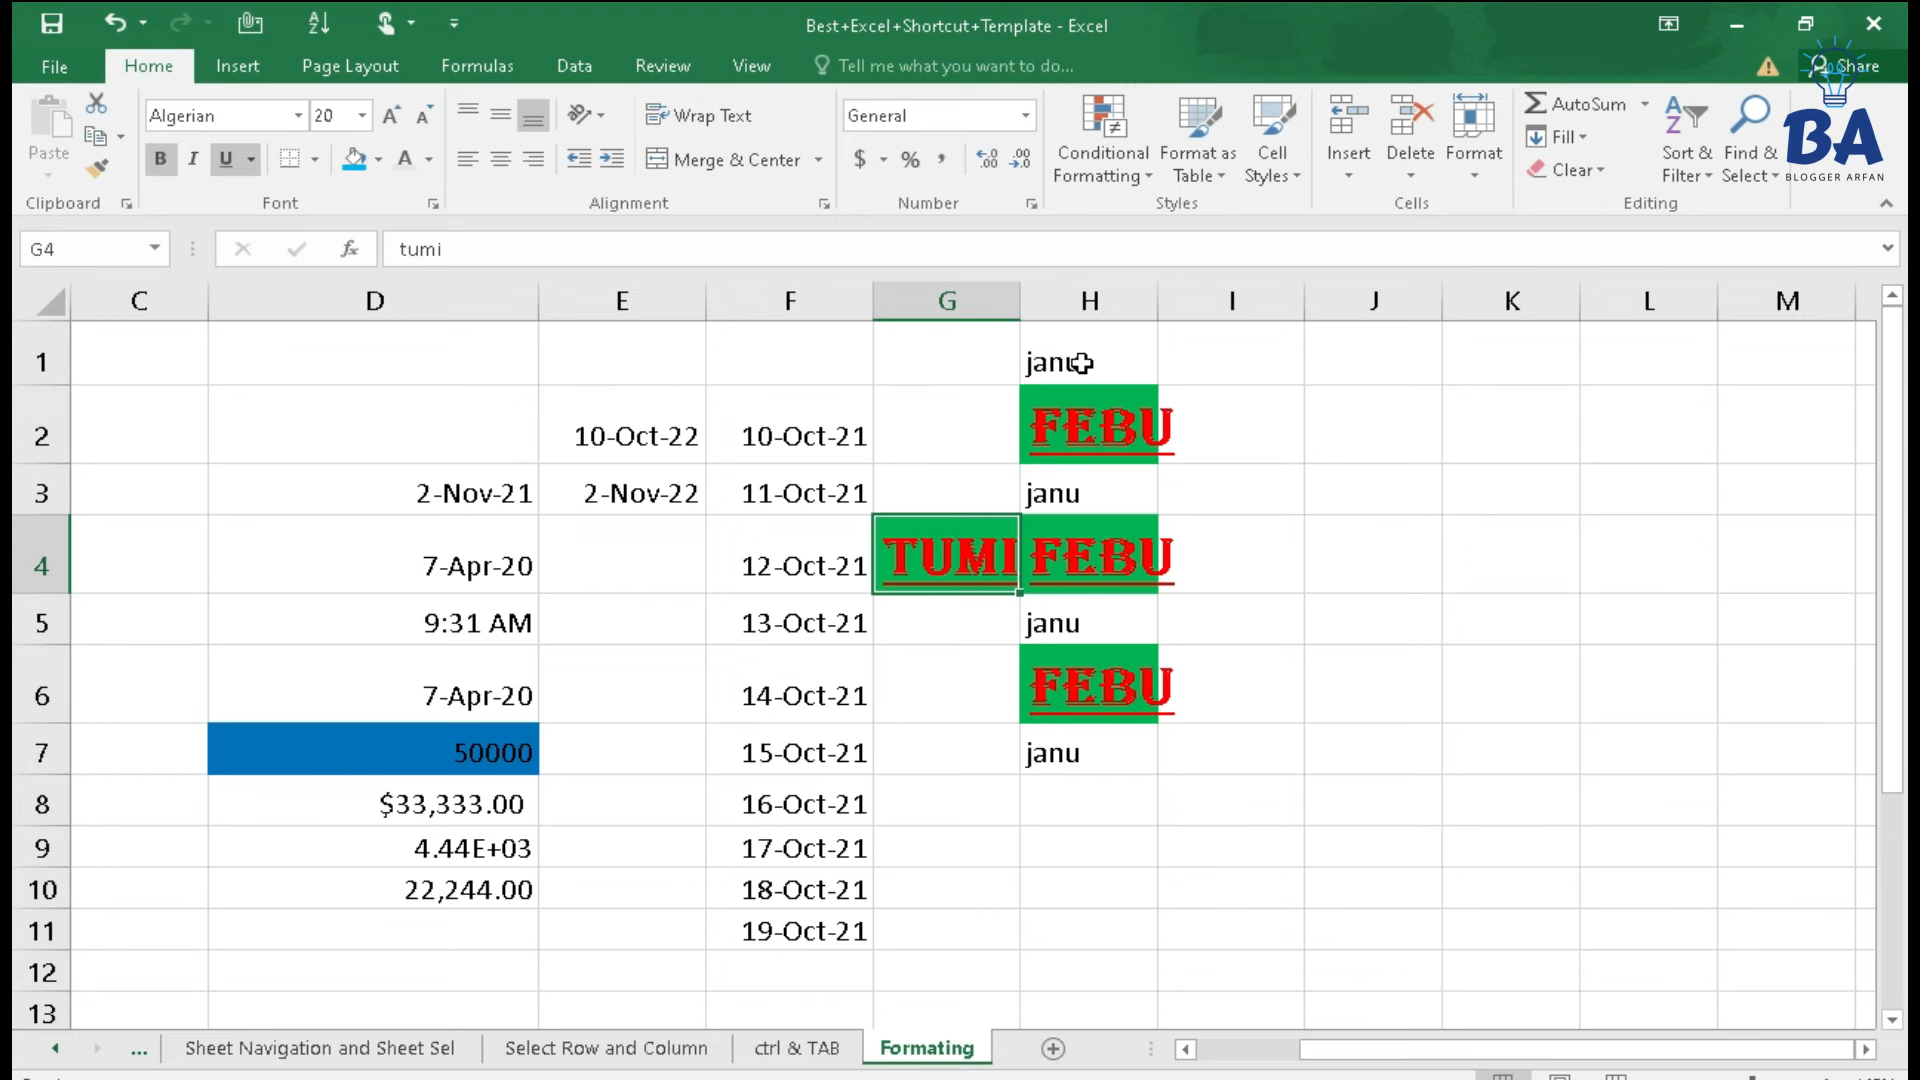 Best+Excel+Shortcut+Template - Excel
File Home Insert Page Layout Formulas Data Review View Tell me what you want to do... Share
Paste
Clipboard
Algerian 20
B I U
Font
Wrap Text
Merge & Center
Alignment
General
$ % ,
Number
Conditional Formatting
Format as Table
Cell Styles
Styles
Insert Delete Format
Cells
AutoSum
Fill
Clear
Sort & Filter
Find & Select
Editing
BA
BLOGGER ARFAN
G4 fx tumi
C D E F G H I J K L M
1 janu
2 10-Oct-22 10-Oct-21 FEBU
3 2-Nov-21 2-Nov-22 11-Oct-21 janu
4 7-Apr-20 12-Oct-21 TUMI FEBU
5 9:31 AM 13-Oct-21 janu
6 7-Apr-20 14-Oct-21 FEBU
7 50000 15-Oct-21 janu
8 $33,333.00 16-Oct-21
9 4.44E+03 17-Oct-21
10 22,244.00 18-Oct-21
11 19-Oct-21
12
13
... Sheet Navigation and Sheet Sel Select Row and Column ctrl & TAB Formating